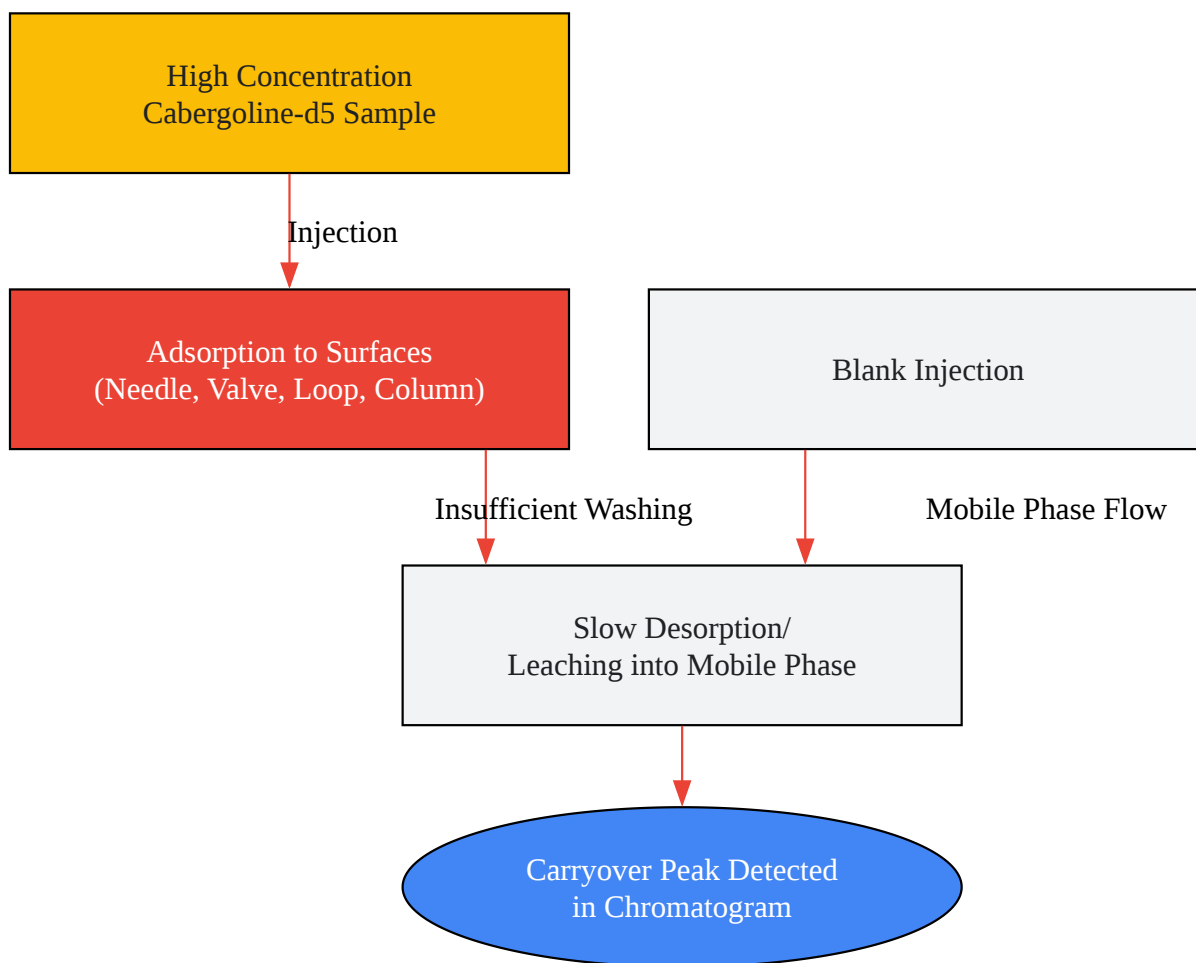 High Concentration
Cabergoline-d5 Sample
Injection
Adsorption to Surfaces
(Needle, Valve, Loop, Column)
Blank Injection
Insufficient Washing
Mobile Phase Flow
Slow Desorption/
Leaching into Mobile Phase
Carryover Peak Detected
in Chromatogram